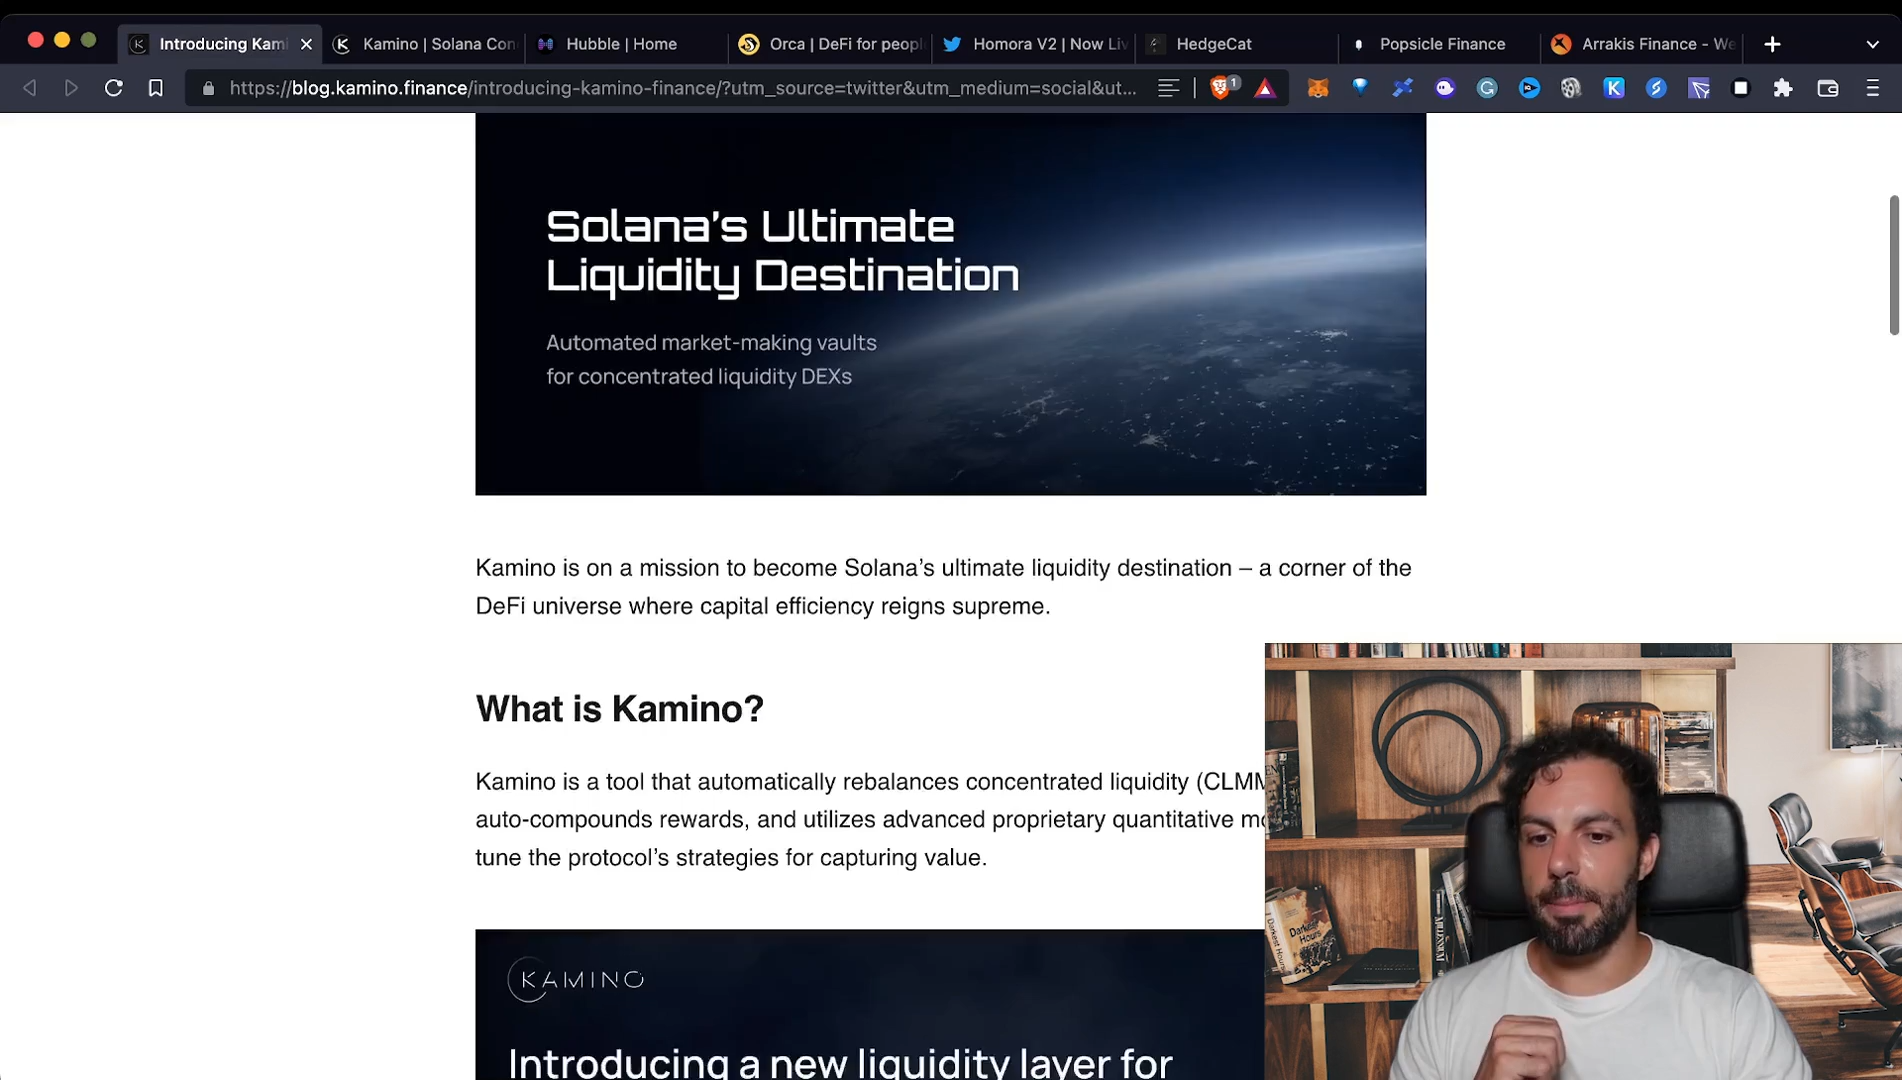 Introducing Kami
Kamino | Solana Con
Hubble | Home
Orca | DeFi for peopl
Homora V2 | Now Liv
HedgeCat
Popsicle Finance
Arrakis Finance - We
https://blog.kamino.finance/introducing-kamino-finance/?utm_source=twitter&utm_medium=social&ut...
1
Solana's Ultimate
Liquidity Destination
Automated market-making vaults
for concentrated liquidity DEXs
Kamino is on a mission to become Solana's ultimate liquidity destination – a corner of the
DeFi universe where capital efficiency reigns supreme.
What is Kamino?
Kamino is a tool that automatically rebalances concentrated liquidity (CLMM
auto-compounds rewards, and utilizes advanced proprietary quantitative mo
tune the protocol's strategies for capturing value.
KAMINO
Introducing a new liquidity layer for
Darkest
Hours